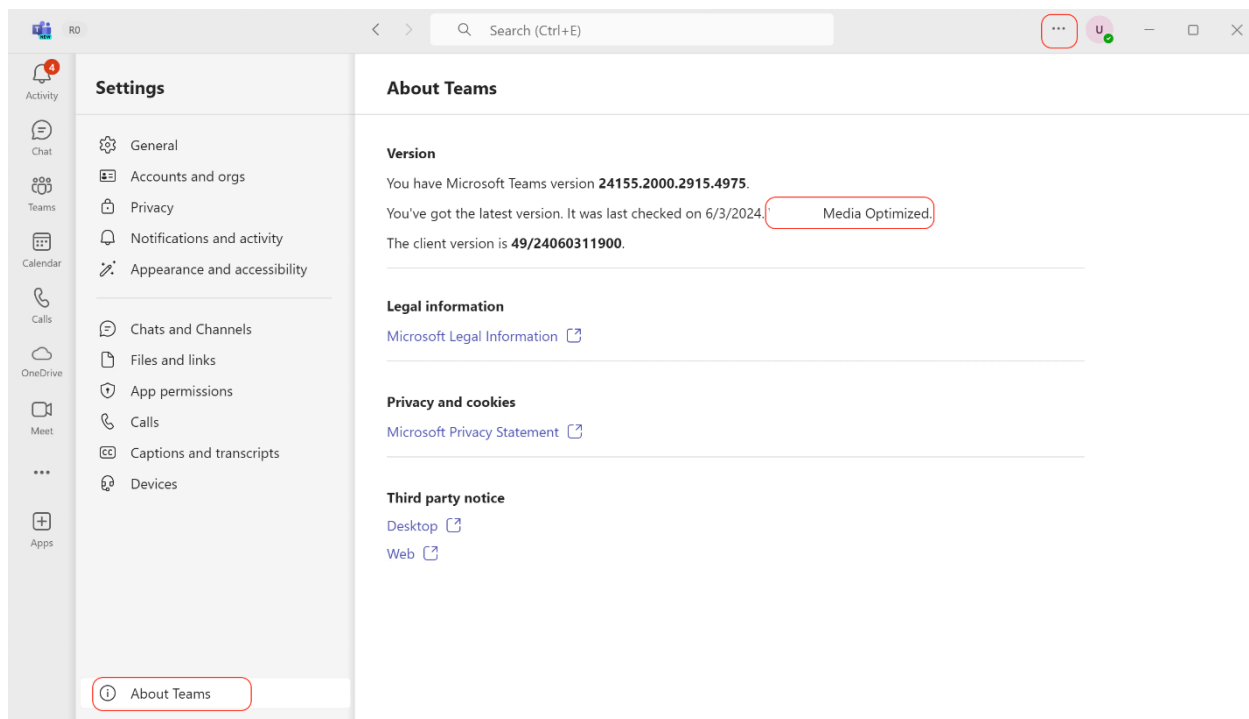 NEW
R0
Search (Ctrl+E)
...
U
4
Activity
Chat
Teams
Calendar
Calls
OneDrive
Meet
...
Apps
Settings
General
Accounts and orgs
Privacy
Notifications and activity
Appearance and accessibility
Chats and Channels
Files and links
App permissions
Calls
CC Captions and transcripts
Devices
About Teams
About Teams
Version
You have Microsoft Teams version 24155.2000.2915.4975.
You've got the latest version. It was last checked on 6/3/2024. Media Optimized.
The client version is 49/24060311900.
Legal information
Microsoft Legal Information
Privacy and cookies
Microsoft Privacy Statement
Third party notice
Desktop
Web